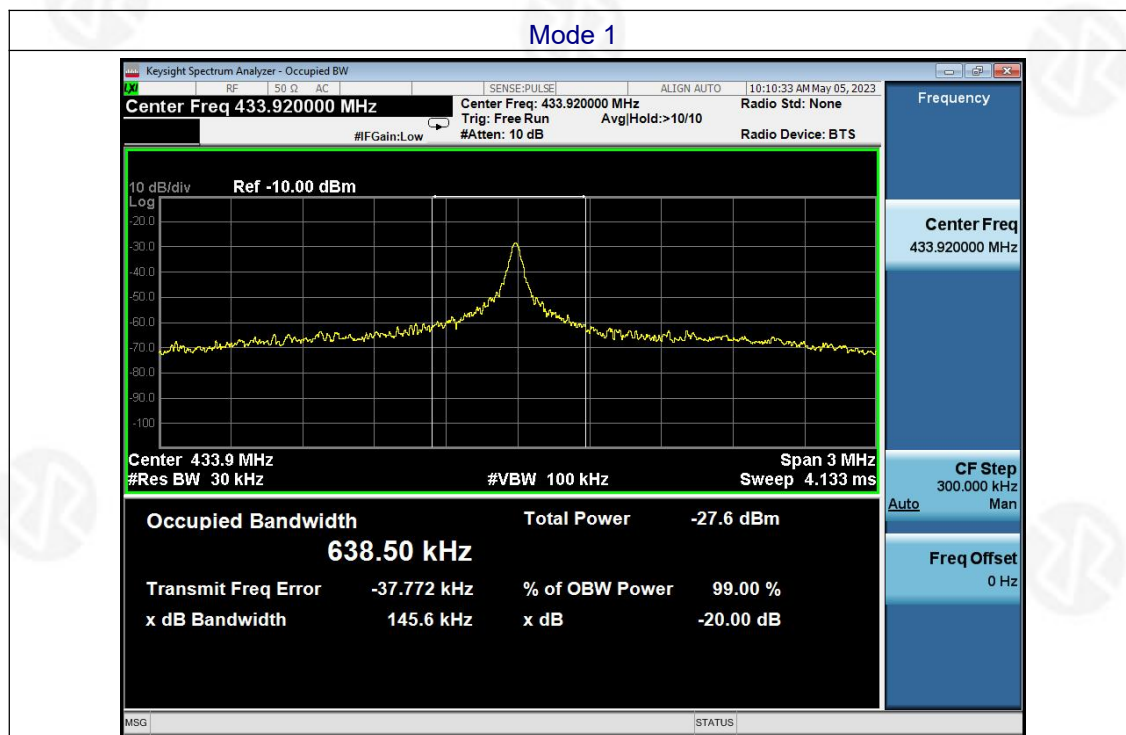 Mode 1
Keysight Spectrum Analyzer - Occupied BW
LXI RF 50 Ω AC SENSE:PULSE ALIGN AUTO 10:10:33 AM May 05, 2023
Center Freq 433.920000 MHz Center Freq: 433.920000 MHz Radio Std: None
Trig: Free Run Avg|Hold:>10/10
#IFGain:Low #Atten: 10 dB Radio Device: BTS
10 dB/div Ref -10.00 dBm
Log
-20.0
-30.0
-40.0
-50.0
-60.0
-70.0
-80.0
-90.0
-100
Center 433.9 MHz Span 3 MHz
#Res BW 30 kHz #VBW 100 kHz Sweep 4.133 ms
Occupied Bandwidth Total Power -27.6 dBm
638.50 kHz
Transmit Freq Error -37.772 kHz % of OBW Power 99.00 %
x dB Bandwidth 145.6 kHz x dB -20.00 dB
MSG STATUS
Frequency
Center Freq
433.920000 MHz
CF Step
300.000 kHz
Auto Man
Freq Offset
0 Hz